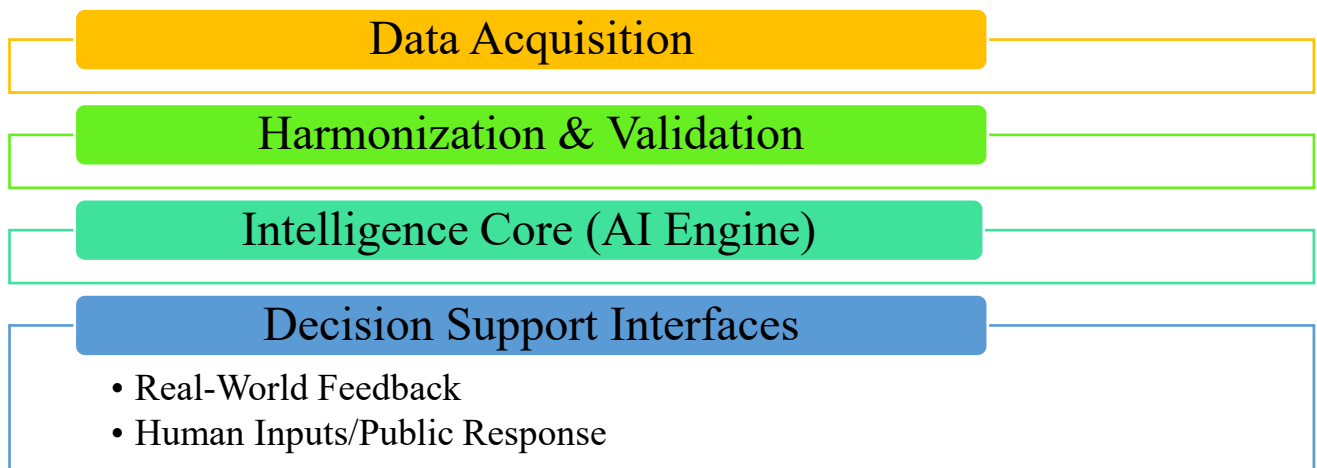 Data Acquisition
Harmonization & Validation
Intelligence Core (AI Engine)
Decision Support Interfaces
• Real-World Feedback
• Human Inputs/Public Response